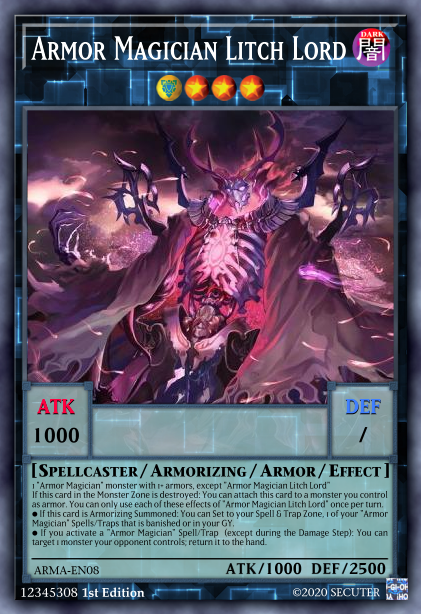 ARMOR MAGICIAN LITCH LORD
DARK
闇
ATK
DEF
1000
/
[SPELLCASTER/ARMORIZING/ARMOR/EFFECT]
1 "Armor Magician" monster with 1+ armors, except "Armor Magician Litch Lord"
If this card in the Monster Zone is destroyed: You can attach this card to a monster you control
as armor. You can only use each of these effects of "Armor Magician Litch Lord" once per turn.
● If this card is Armorizing Summoned: You can Set to your Spell & Trap Zone, 1 of your "Armor
Magician" Spells/Traps that is banished or in your GY.
● If you activate a "Armor Magician" Spell/Trap (except during the Damage Step): You can
target 1 monster your opponent controls; return it to the hand.
ARMA-EN08
ATK/1000 DEF/2500
12345308 1st Edition
©2020 SECUTER